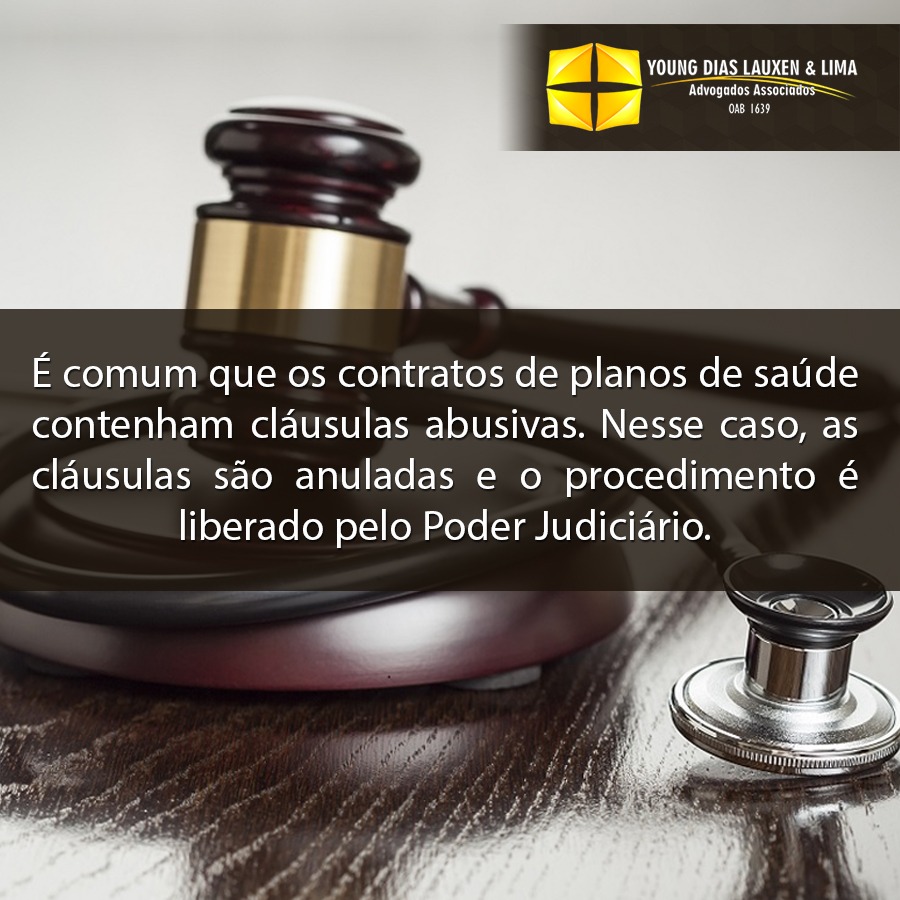 YOUNG DIAS LAUXEN & LIMA
Advogados Associados
OAB 1639
É comum que os contratos de planos de saúde
contenham cláusulas abusivas. Nesse caso, as
cláusulas são anuladas e o procedimento é
liberado pelo Poder Judiciário.